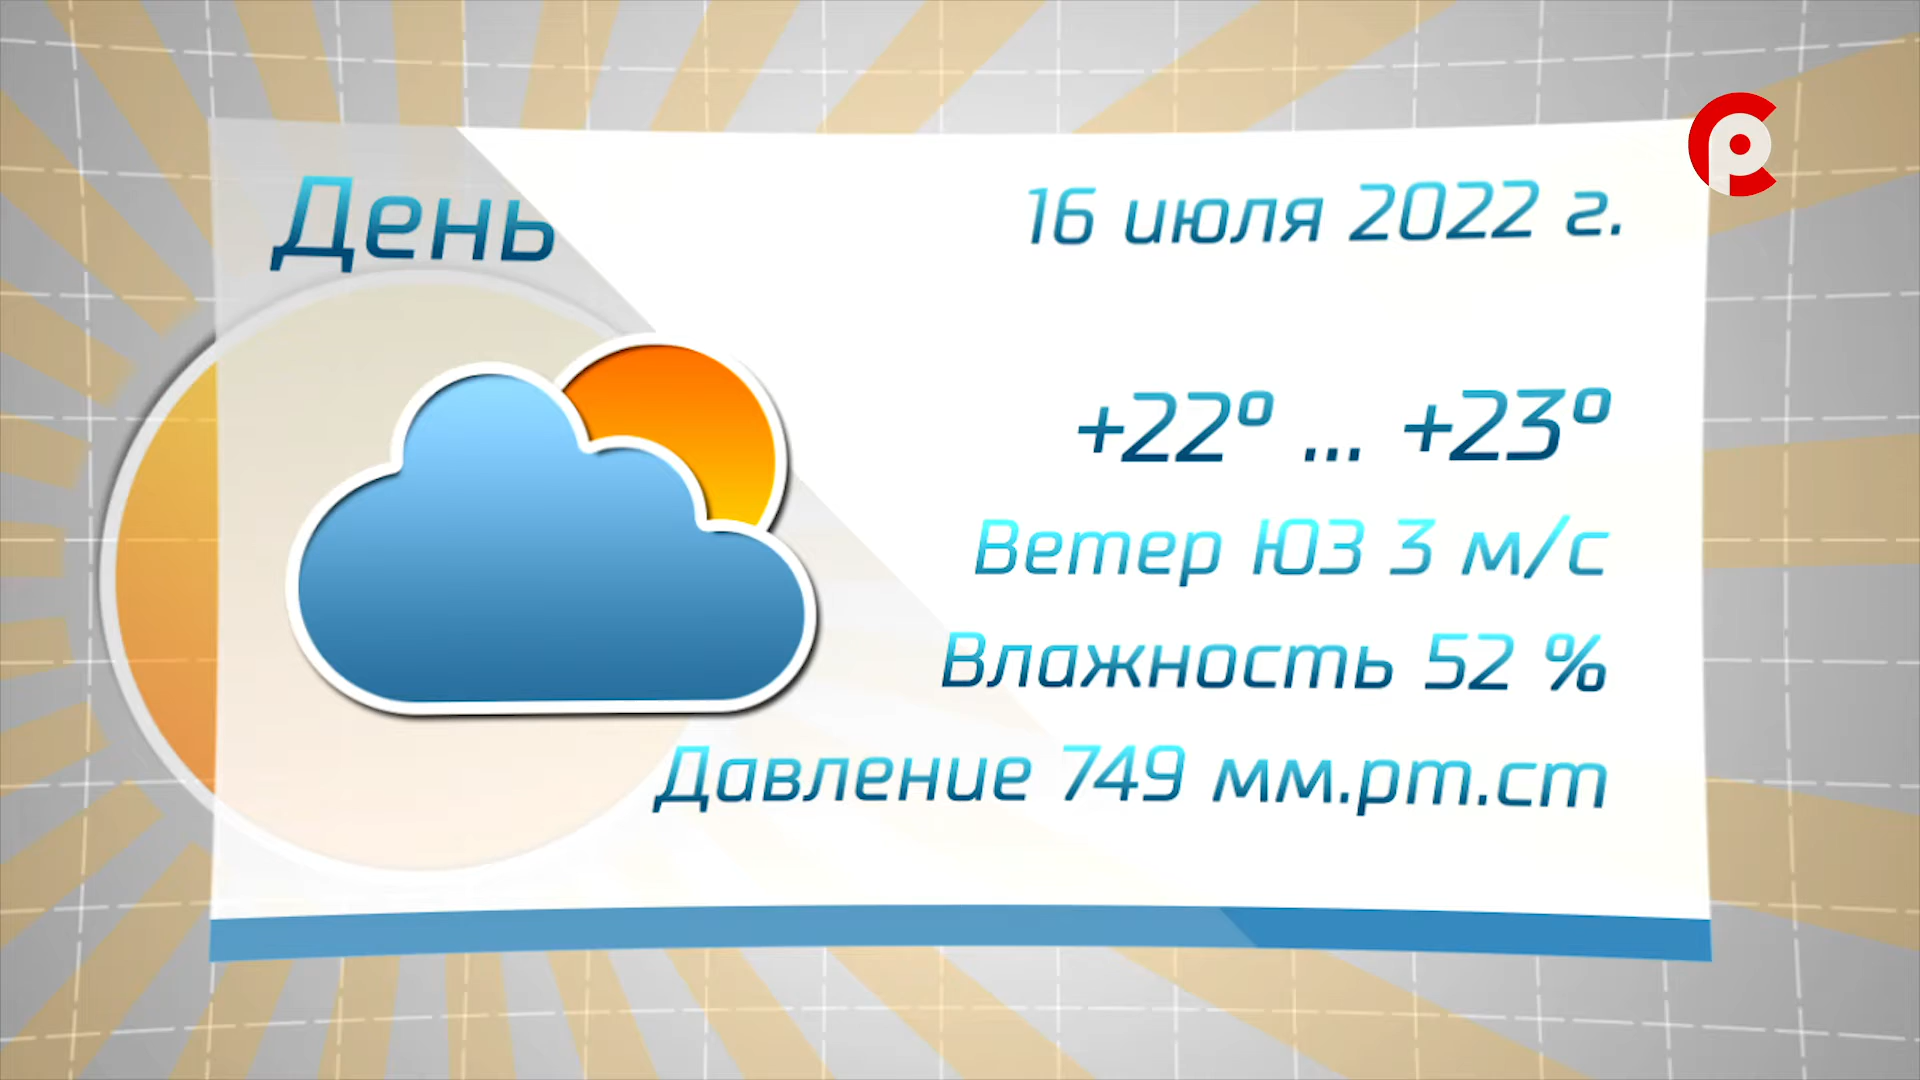 День
16 июля 2022 г.
+22° ... +23°
Ветер ЮЗ 3 м/с
Влажность 52 %
Давление 749 мм.рт.ст